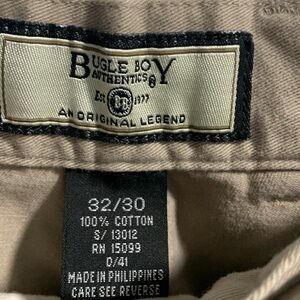 BUGLE BOY
AUTHENTICS®
Est 1977
AN ORIGINAL LEGEND
32/30
100% COTTON
S/ 13012
RN 15099
D/41
MADE IN PHILIPPINES
CARE SEE REVERSE